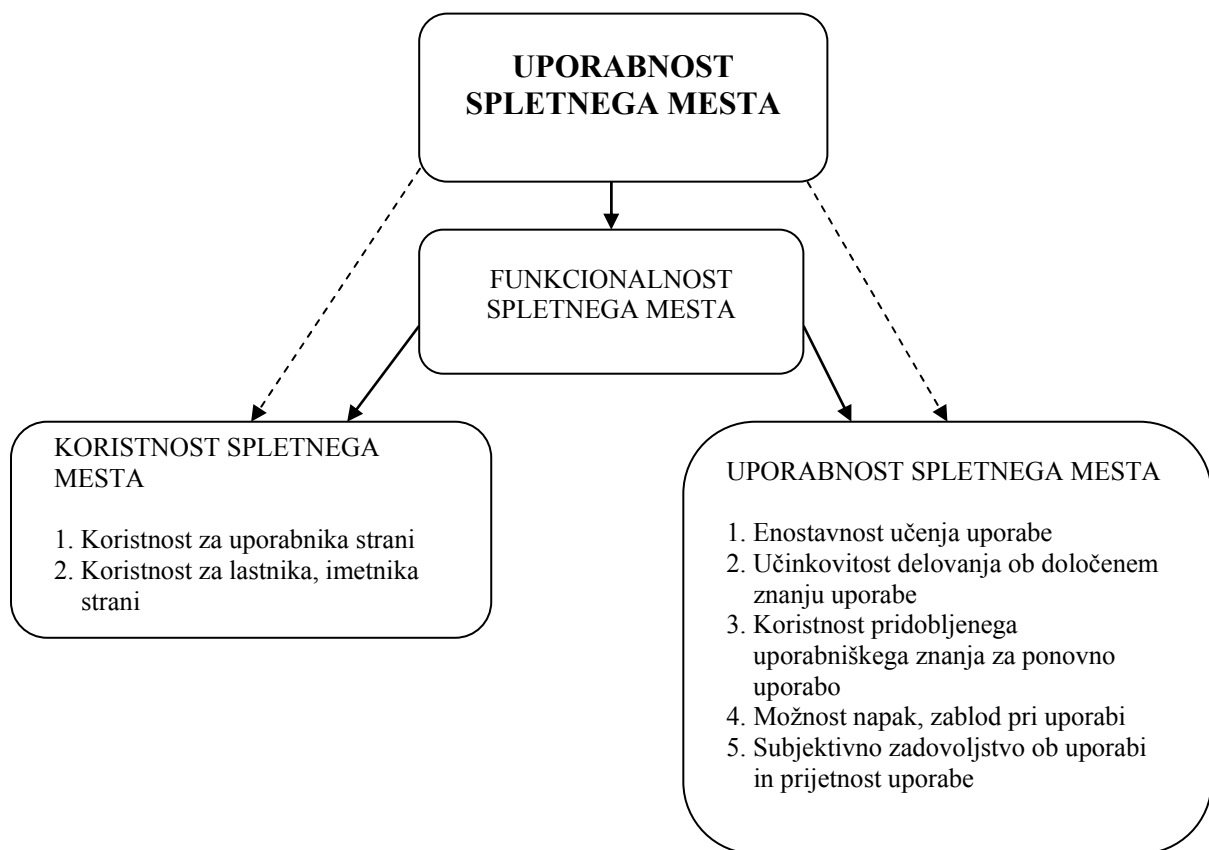 UPORABNOST
SPLETNEGA MESTA
FUNKCIONALNOST
SPLETNEGA MESTA
KORISTNOST SPLETNEGA
MESTA
1. Koristnost za uporabnika strani
2. Koristnost za lastnika, imetnika
strani
UPORABNOST SPLETNEGA MESTA
1. Enostavnost učenja uporabe
2. Učinkovitost delovanja ob določenem
znanju uporabe
3. Koristnost pridobljenega
uporabniškega znanja za ponovno
uporabo
4. Možnost napak, zablod pri uporabi
5. Subjektivno zadovoljstvo ob uporabi
in prijetnost uporabe